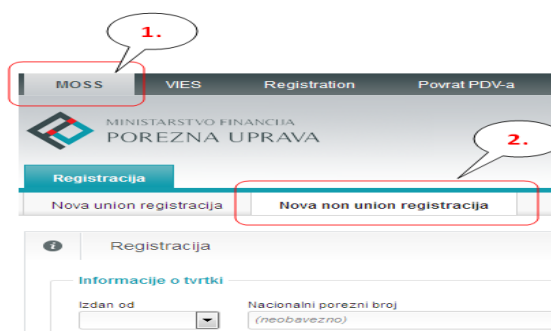 1.
MOSS VIES Registration Povrat PDV-a
MINISTARSTVO FINANCIJA
POREZNA UPRAVA
2.
Registracija
Nova union registracija Nova non union registracija
Registracija
Informacije o tvrtki
Izdan od Nacionalni porezni broj
(neobavezno)